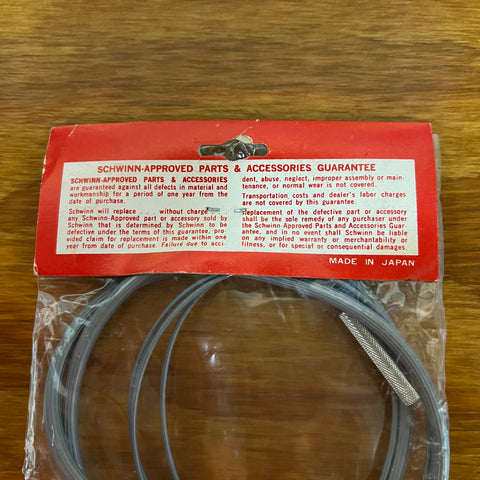 SCHWINN-APPROVED PARTS & ACCESSORIES GUARANTEE
SCHWINN-APPROVED PARTS & ACCESSORIES
are guaranteed against all defects in material and
workmanship for a period of one year from the
date of purchase.
Schwinn will replace . . . without charge
any Schwinn-Approved part or accessory sold by
Schwinn that is determined by Schwinn to be
defective under the terms of this guarantee, pro-
vided claim for replacement is made within one
year from date of purchase. Failure due to acci-
dent, abuse, neglect, improper assembly or main-
tenance, or normal wear is not covered.
Transportation costs and dealer's labor charges
are not covered by this guarantee.
Replacement of the defective part or accessory
shall be the sole remedy of any purchaser under
the Schwinn-Approved Parts and Accessories Guar-
antee, and in no event shall Schwinn be liable
on any implied warranty or merchantability or
fitness, or for special or consequential damages.
MADE IN JAPAN